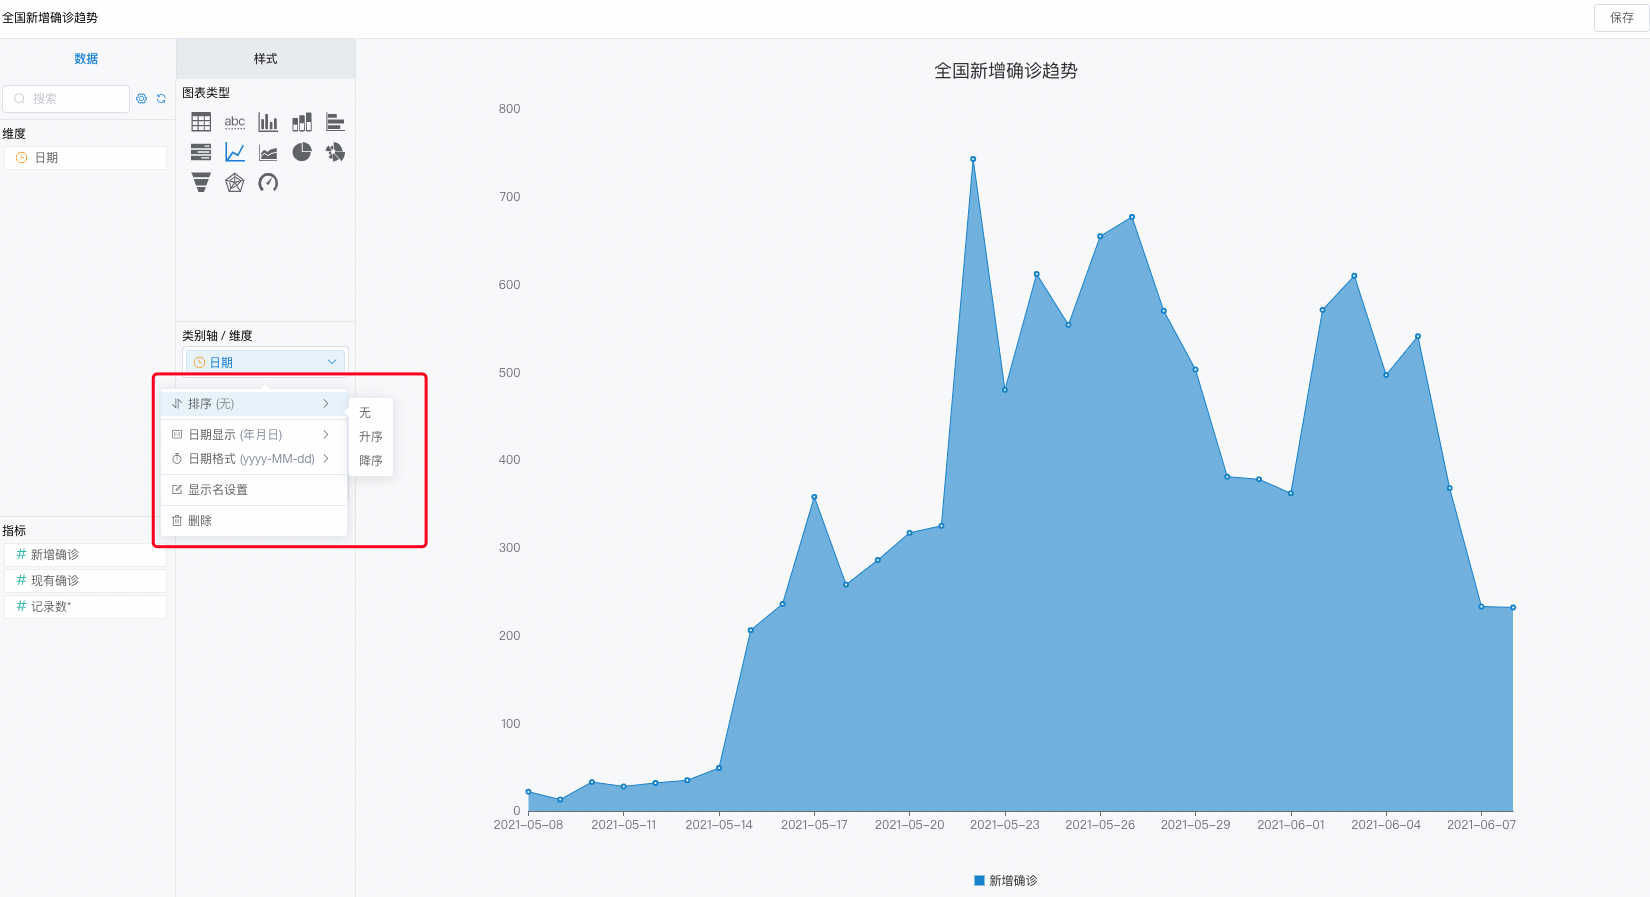 全国新增确诊趋势
保存
数据
样式
搜索
维度
日期
图表类型
abc
类别轴 / 维度
日期
排序 (无)
日期显示 (年月日)
日期格式 (yyyy-MM-dd)
显示名设置
删除
无
升序
降序
指标
# 新增确诊
# 现有确诊
# 记录数*
全国新增确诊趋势
800
700
600
500
400
300
200
100
0
2021-05-08 2021-05-11 2021-05-14 2021-05-17 2021-05-20 2021-05-23 2021-05-26 2021-05-29 2021-06-01 2021-06-04 2021-06-07
新增确诊